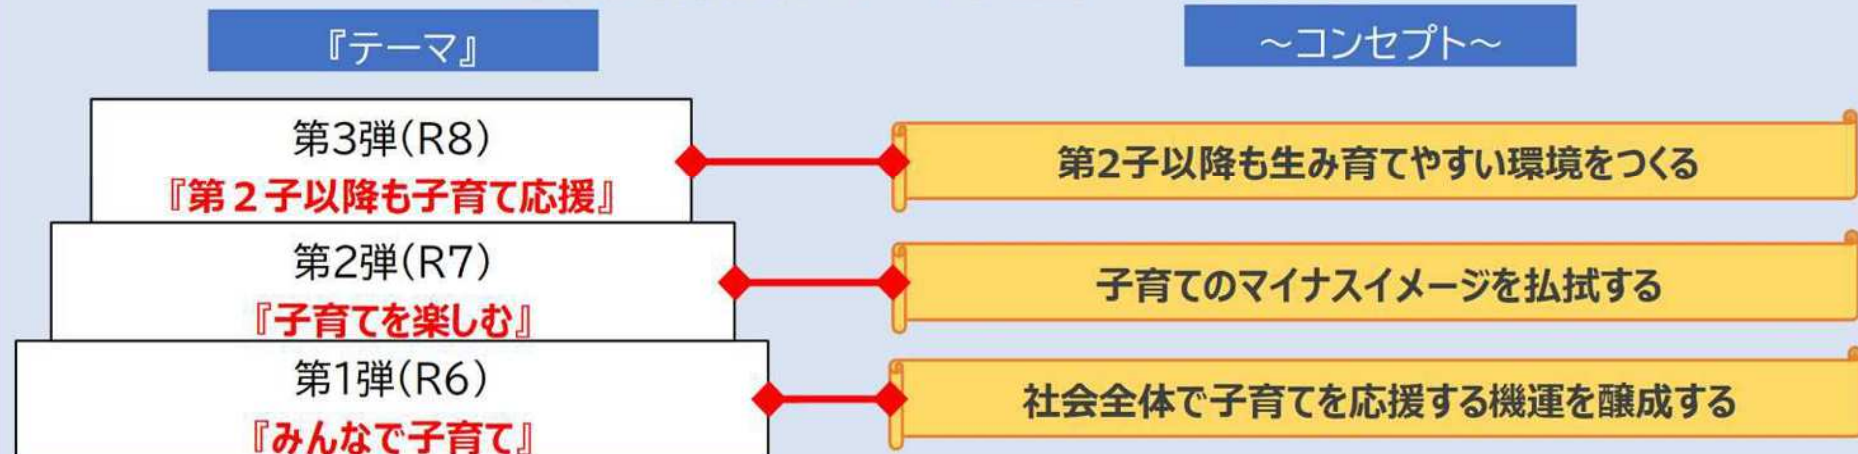 『テーマ』
～コンセプト～
第3弾(R8)
『第２子以降も子育て応援』
第2子以降も生み育てやすい環境をつくる
第2弾(R7)
『子育てを楽しむ』
子育てのマイナスイメージを払拭する
第1弾(R6)
『みんなで子育て』
社会全体で子育てを応援する機運を醸成する